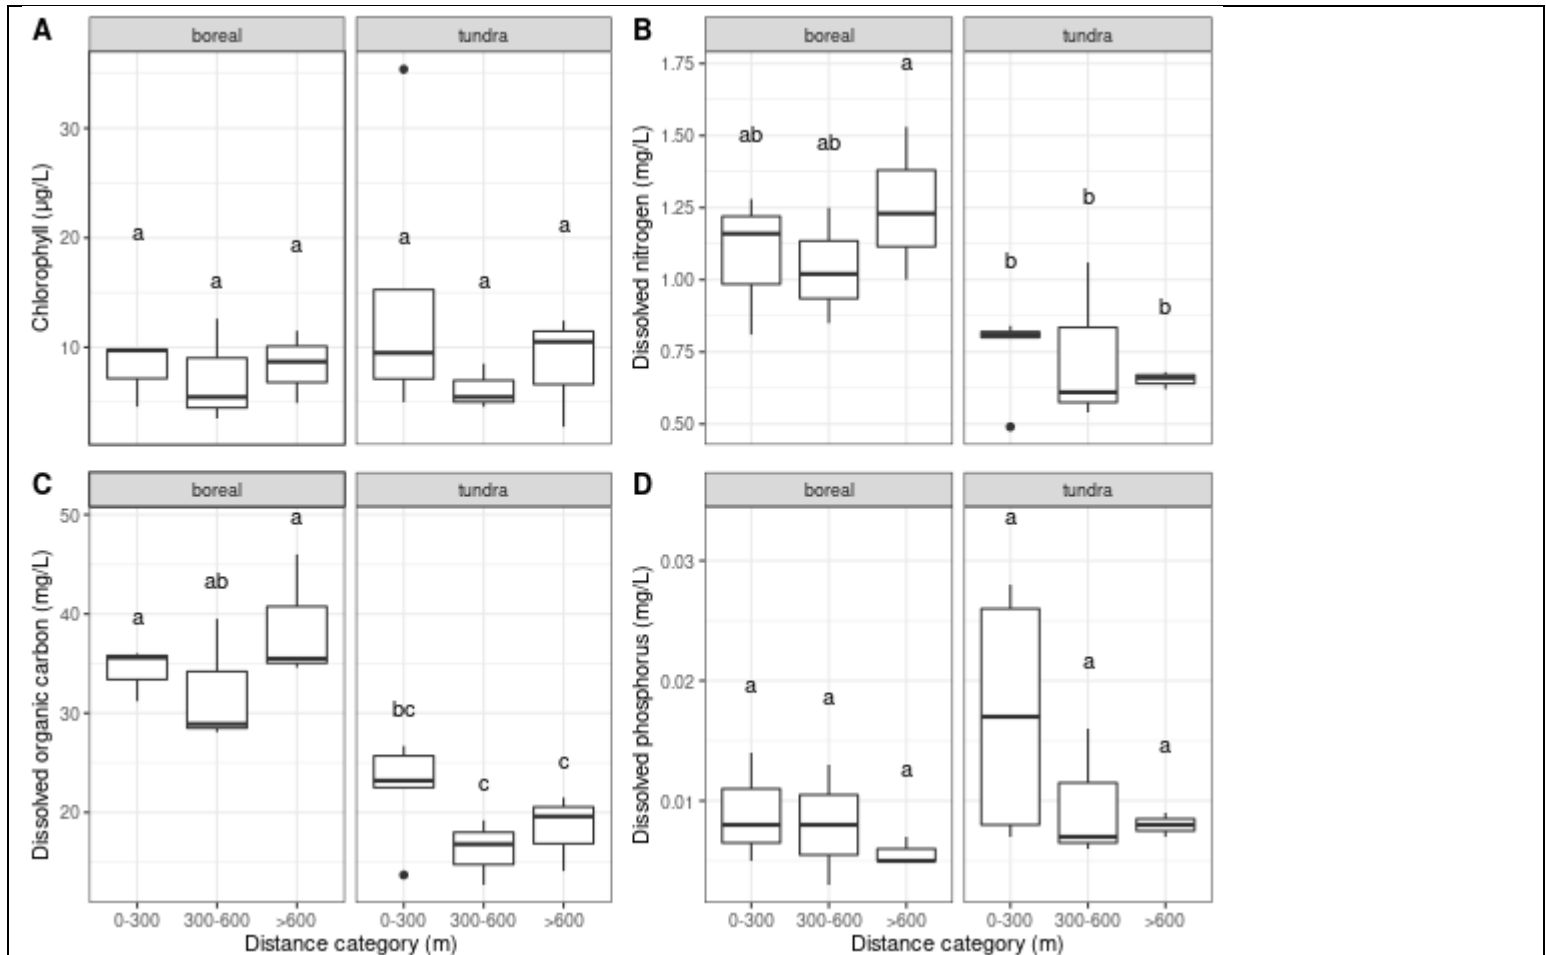 A
boreal
tundra
Chlorophyll (µg/L)
30
20
10
a
a
a
a
a
a
B
boreal
tundra
Dissolved nitrogen (mg/L)
1.75
1.50
1.25
1.00
0.75
0.50
ab
ab
a
b
b
b
C
boreal
tundra
Dissolved organic carbon (mg/L)
50
40
30
20
a
ab
a
bc
c
c
0-300
300-600
>600
0-300
300-600
>600
Distance category (m)
D
boreal
tundra
Dissolved phosphorus (mg/L)
0.03
0.02
0.01
a
a
a
a
a
a
0-300
300-600
>600
0-300
300-600
>600
Distance category (m)